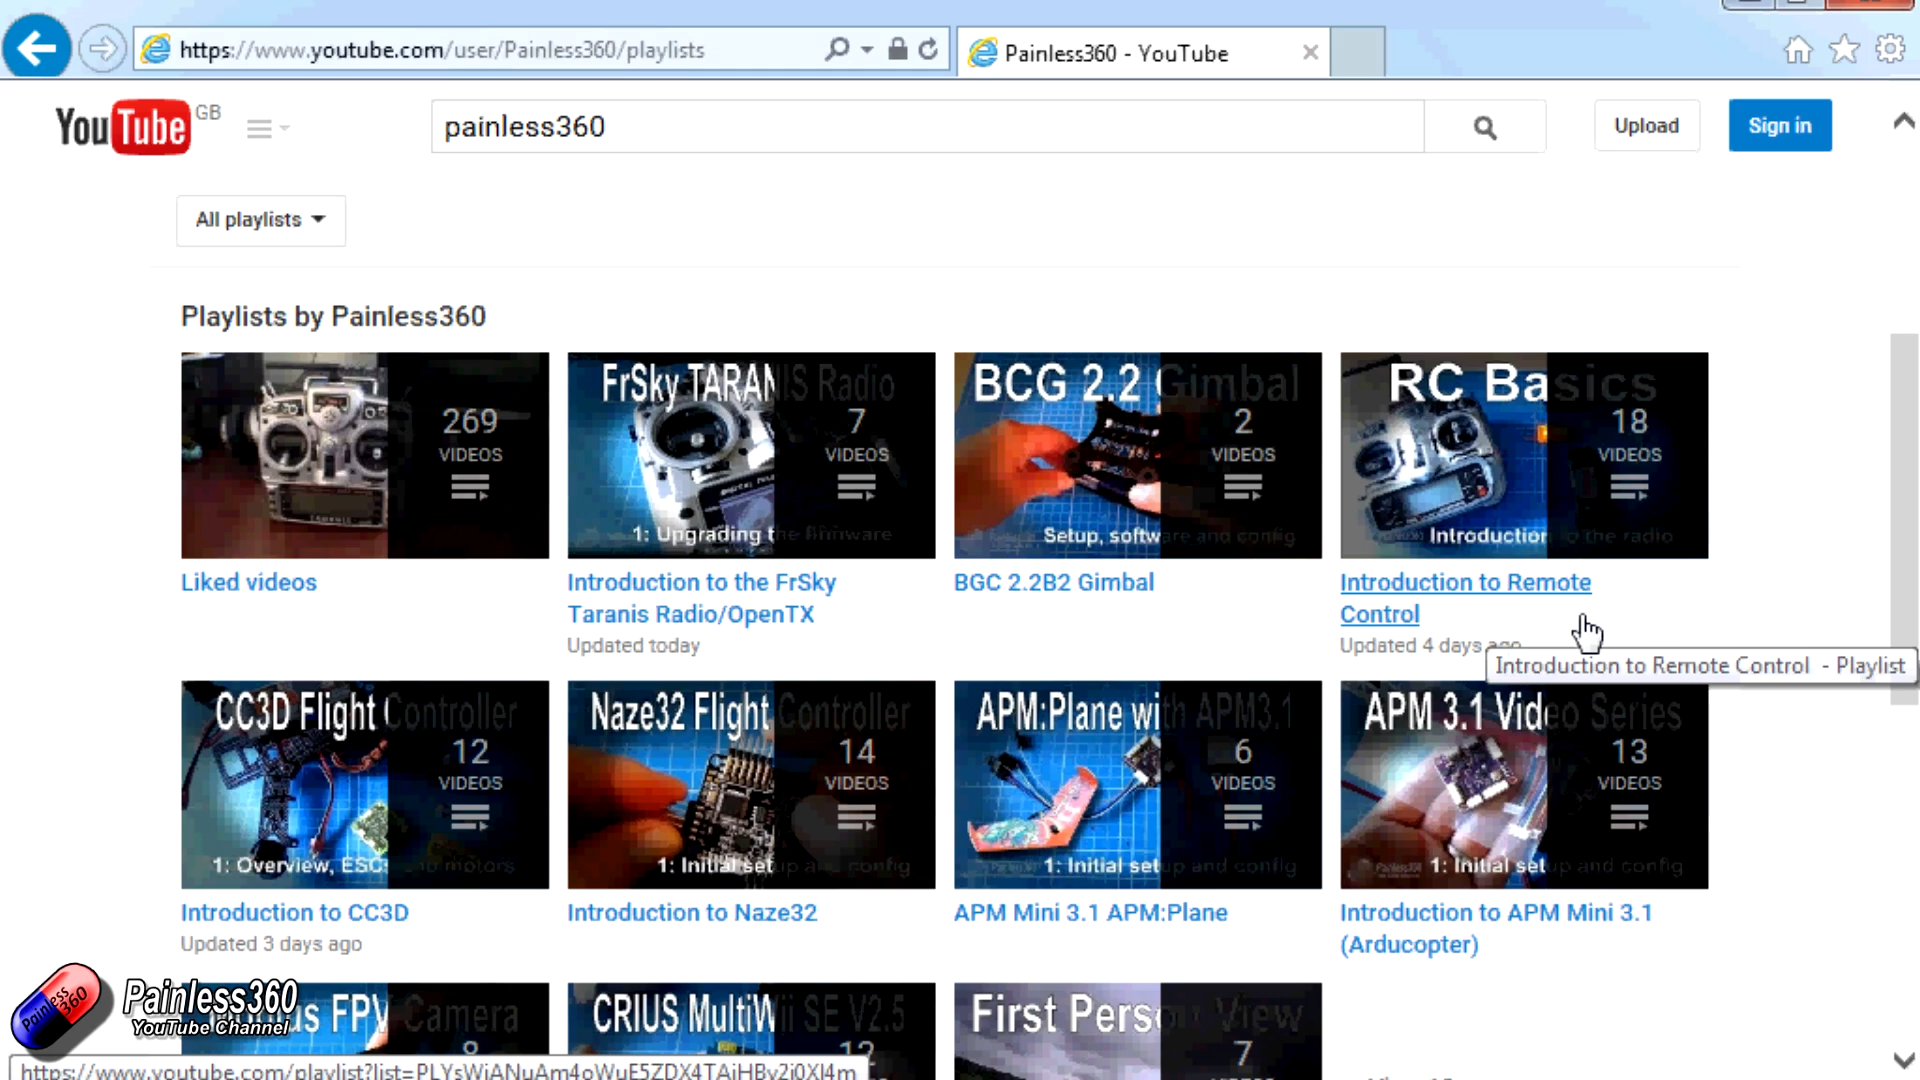 https://www.youtube.com/user/Painless360/playlists
Painless360 - YouTube
YouTube GB
painless360
Upload
Sign in
All playlists
Playlists by Painless360
269 VIDEOS
FrSky TARANIS Radio
7 VIDEOS
1: Upgrading the firmware
BCG 2.2 Gimbal
2 VIDEOS
Setup, software and config
RC Basics
18 VIDEOS
Introduction to the radio
Liked videos
Introduction to the FrSky
Taranis Radio/OpenTX
Updated today
BGC 2.2B2 Gimbal
Introduction to Remote
Control
Updated 4 days ago
Introduction to Remote Control - Playlist
CC3D Flight Controller
12 VIDEOS
1: Overview, ESCs and motors
Naze32 Flight Controller
14 VIDEOS
1: Initial setup and config
APM:Plane with APM3.1
6 VIDEOS
1: Initial setup and config
APM 3.1 Video Series
13 VIDEOS
1: Initial setup and config
Introduction to CC3D
Updated 3 days ago
Introduction to Naze32
APM Mini 3.1 APM:Plane
Introduction to APM Mini 3.1
(Arducopter)
Painless360
Painless360
YouTube Channel
FPV Camera
CRIUS MultiWii SE V2.5
12
First Person View
7